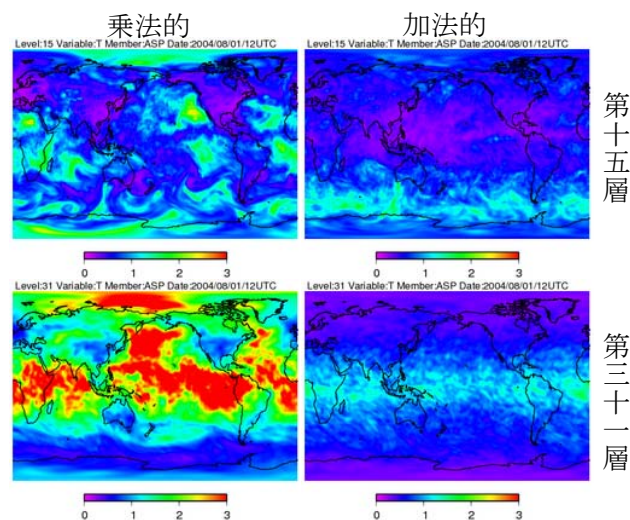 乗法的
加法的
Level:15 Variable:T Member:ASP Date:2004/08/01/12UTC
Level:15 Variable:T Member:ASP Date:2004/08/01/12UTC
第十五層
0 1 2 3
0 1 2 3
Level:31 Variable:T Member:ASP Date:2004/08/01/12UTC
Level:31 Variable:T Member:ASP Date:2004/08/01/12UTC
第三十一層
0 1 2 3
0 1 2 3